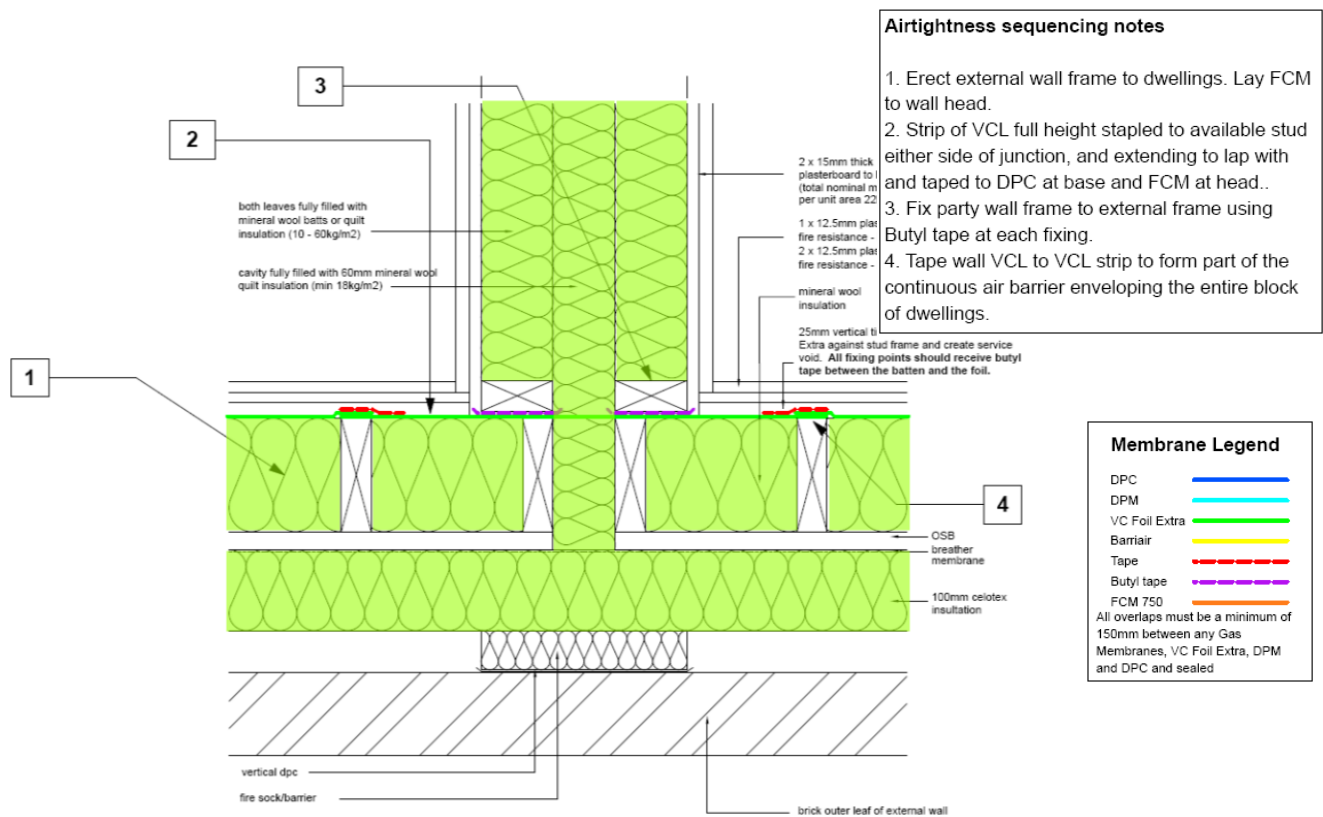 Airtightness sequencing notes
1. Erect external wall frame to dwellings. Lay FCM
to wall head.
2. Strip of VCL full height stapled to available stud
either side of junction, and extending to lap with
and taped to DPC at base and FCM at head..
3. Fix party wall frame to external frame using
Butyl tape at each fixing.
4. Tape wall VCL to VCL strip to form part of the
continuous air barrier enveloping the entire block
of dwellings.
3
2
1
4
both leaves fully filled with
mineral wool batts or quilt
insulation (10 - 60kg/m2)
cavity fully filled with 60mm mineral wool
quilt insulation (min 18kg/m2)
2 x 15mm thick
plasterboard to
(total nominal m
per unit area 22
1 x 12.5mm plas
fire resistance -
2 x 12.5mm plas
fire resistance -
mineral wool
insulation
25mm vertical ti
Extra against stud frame and create service
void. All fixing points should receive butyl
tape between the batten and the foil.
OSB
breather
membrane
100mm celotex
insultation
vertical dpc
fire sock/barrier
brick outer leaf of external wall
Membrane Legend
DPC
DPM
VC Foil Extra
Barriair
Tape
Butyl tape
FCM 750
All overlaps must be a minimum of
150mm between any Gas
Membranes, VC Foil Extra, DPM
and DPC and sealed